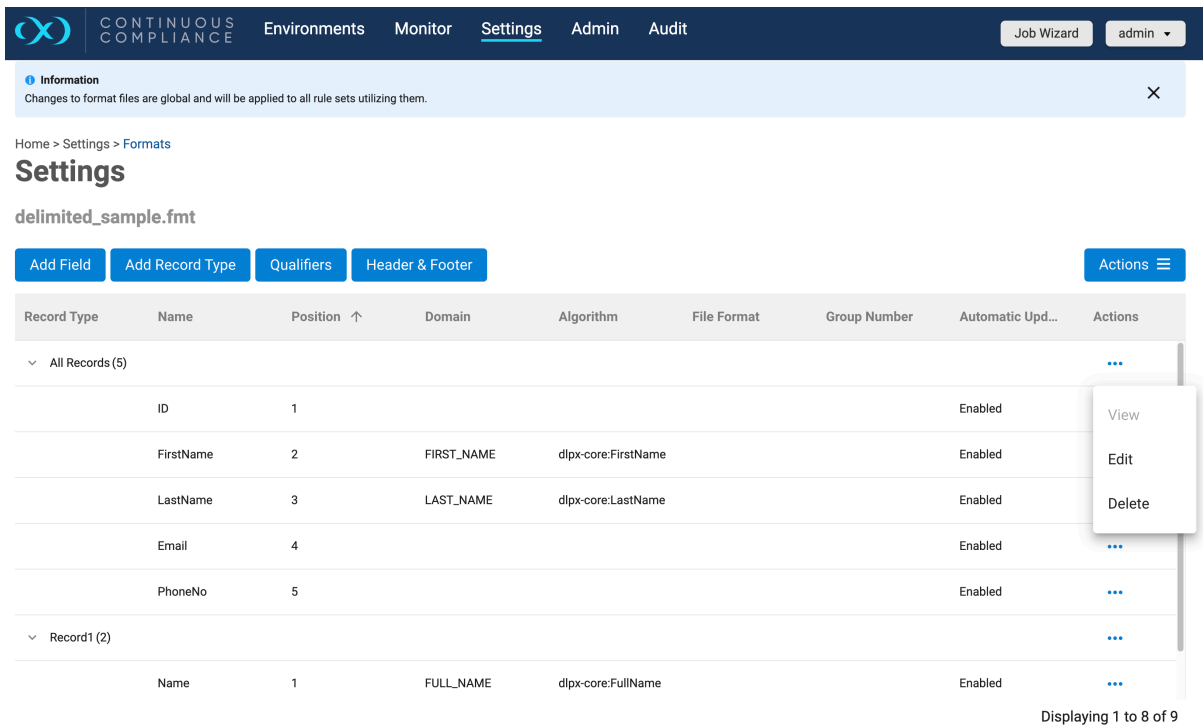 CONTINUOUS
COMPLIANCE
Environments Monitor Settings Admin Audit Job Wizard admin
Information
Changes to format files are global and will be applied to all rule sets utilizing them.
Home > Settings > Formats
Settings
delimited_sample.fmt
Add Field Add Record Type Qualifiers Header & Footer Actions
Record Type Name Position Domain Algorithm File Format Group Number Automatic Upd... Actions
All Records (5)
ID 1 Enabled
View
FirstName 2 FIRST_NAME dlpx-core:FirstName Enabled
Edit
LastName 3 LAST_NAME dlpx-core:LastName Enabled
Delete
Email 4 Enabled
PhoneNo 5 Enabled
Record1 (2)
Name 1 FULL_NAME dlpx-core:FullName Enabled
Displaying 1 to 8 of 9